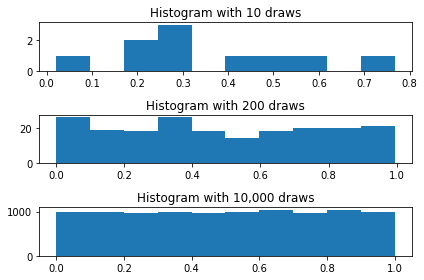 Histogram with 10 draws
2
0
0.0 0.1 0.2 0.3 0.4 0.5 0.6 0.7 0.8
Histogram with 200 draws
20
0
0.0 0.2 0.4 0.6 0.8 1.0
Histogram with 10,000 draws
1000
0
0.0 0.2 0.4 0.6 0.8 1.0